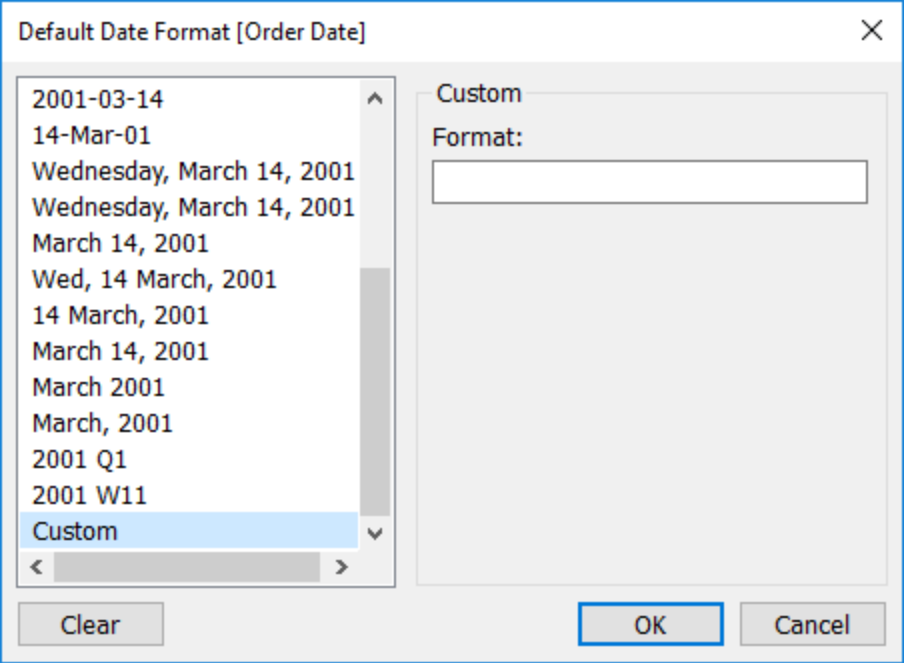 Default Date Format [Order Date]
2001-03-14
14-Mar-01
Wednesday, March 14, 2001
Wednesday, March 14, 2001
March 14, 2001
Wed, 14 March, 2001
14 March, 2001
March 14, 2001
March 2001
March, 2001
2001 Q1
2001 W11
Custom
Custom
Format:
Clear
OK
Cancel